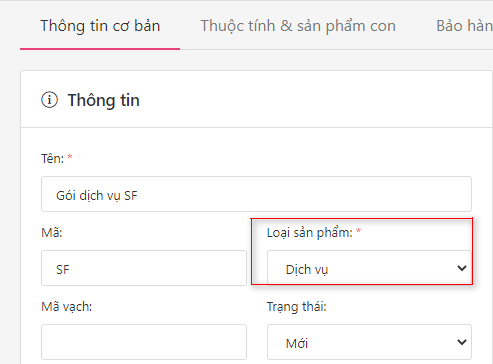 Thông tin cơ bản Thuộc tính & sản phẩm con Bảo hàn
Thông tin
Tên: *
Gói dịch vụ SF
Mã: Loại sản phẩm: *
SF Dịch vụ
Mã vạch: Trạng thái:
Mới